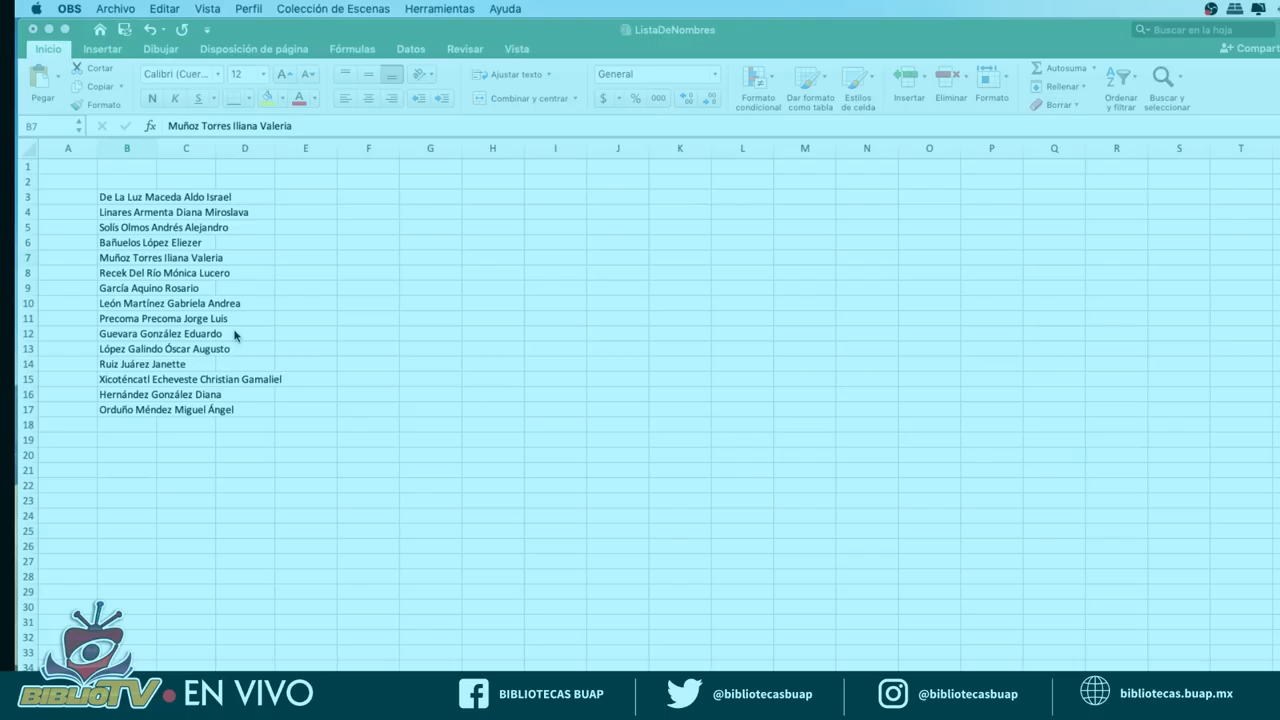 OBS Archivo Editar Vista Perfil Colección de Escenas Herramientas Ayuda
ListaDeNombres
Buscar en la hoja
Inicio Insertar Dibujar Disposición de página Fórmulas Datos Revisar Vista
Compart
Pegar
Cortar
Copiar
Formato
Calibri (Cuer... 12 A A
N K S A
Ajustar texto
Combinar y centrar
General
$ % 000
Formato condicional
Dar formato como tabla
Estilos de celda
Insertar
Eliminar
Formato
Autosuma
Rellenar
Borrar
Ordenar y filtrar
Buscar y seleccionar
B7 fx Muñoz Torres Iliana Valeria
A B C D E F G H I J K L M N O P Q R S T
1
2
3 De La Luz Maceda Aldo Israel
4 Linares Armenta Diana Miroslava
5 Solís Olmos Andrés Alejandro
6 Bañuelos López Eliezer
7 Muñoz Torres Iliana Valeria
8 Recek Del Río Mónica Lucero
9 García Aquino Rosario
10 León Martínez Gabriela Andrea
11 Precoma Precoma Jorge Luis
12 Guevara González Eduardo
13 López Galindo Óscar Augusto
14 Ruiz Juárez Janette
15 Xicoténcatl Echeveste Christian Gamaliel
16 Hernández González Diana
17 Orduño Méndez Miguel Ángel
18
19
20
21
22
23
24
25
26
27
28
29
30
31
32
33
34
BIBLIOTV EN VIVO
BIBLIOTECAS BUAP
@bibliotecasbuap
@bibliotecasbuap
bibliotecas.buap.mx